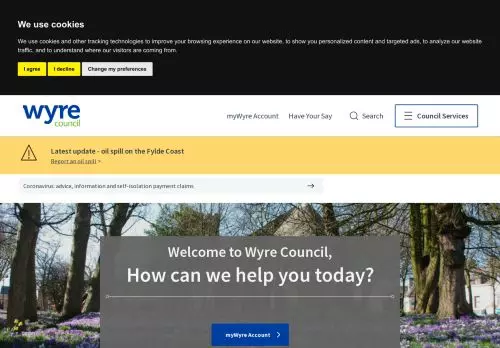 We use cookies
We use cookies and other tracking technologies to improve your browsing experience on our website, to show you personalized content and targeted ads, to analyze our website
traffic, and to understand where our visitors are coming from.
I agree
I decline
Change my preferences
wyre
council
myWyre Account
Have Your Say
Search
Council Services
Latest update - oil spill on the Fylde Coast
Report an oil spill >
Coronavirus: advice, information and self-isolation payment claims
Welcome to Wyre Council,
How can we help you today?
myWyre Account